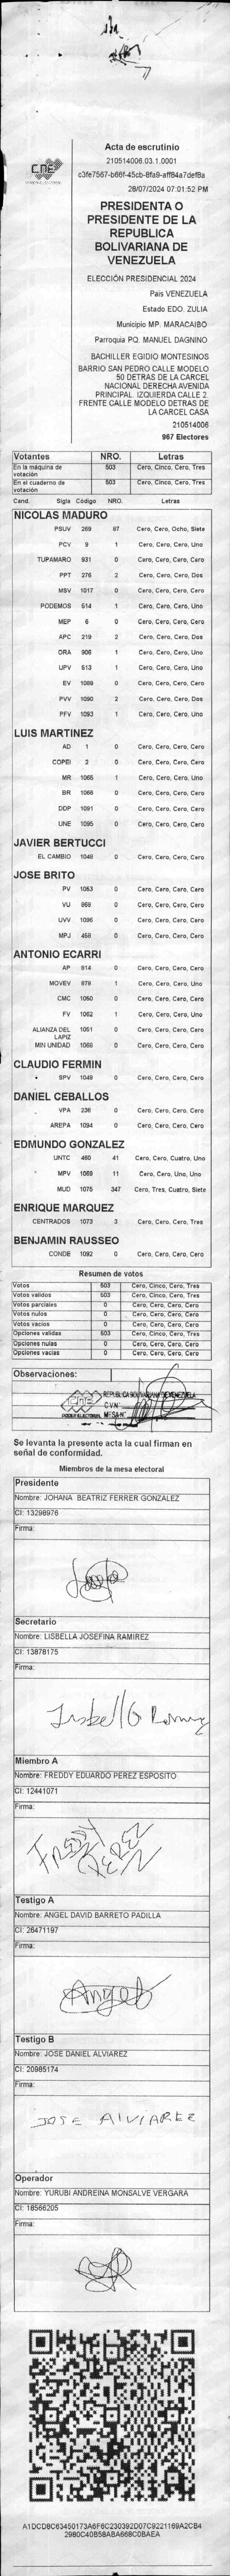 Acta de escrutinio
210514006.03.1.0001
c3fe7567-b66f-45cb-8fa9-aff84a7def8a
28/07/2024 07:01:52 PM
CNE
PRESIDENTA O
PRESIDENTE DE LA
REPUBLICA
BOLIVARIANA DE
VENEZUELA
ELECCIÓN PRESIDENCIAL 2024
Pais VENEZUELA
Estado EDO. ZULIA
Municipio MP. MARACAIBO
Parroquia PQ. MANUEL DAGNINO
BACHILLER EGIDIO MONTESINOS
BARRIO SAN PEDRO CALLE MODELO
50 DETRAS DE LA CARCEL
NACIONAL DERECHA AVENIDA
PRINCIPAL. IZQUIERDA CALLE 2.
FRENTE CALLE MODELO DETRAS DE
LA CARCEL CASA
210514006
967 Electores
Votantes NRO. Letras
En la máquina de votación 503 Cero, Cinco, Cero, Tres
En el cuaderno de votación 503 Cero, Cinco, Cero, Tres
Cand. Sigla Código NRO. Letras
NICOLAS MADURO
PSUV 269 87 Cero, Cero, Ocho, Siete
PCV 9 1 Cero, Cero, Cero, Uno
TUPAMARO 931 0 Cero, Cero, Cero, Cero
PPT 276 2 Cero, Cero, Cero, Dos
MSV 1017 0 Cero, Cero, Cero, Cero
PODEMOS 514 1 Cero, Cero, Cero, Uno
MEP 6 0 Cero, Cero, Cero, Cero
APC 219 2 Cero, Cero, Cero, Dos
ORA 906 1 Cero, Cero, Cero, Uno
UPV 613 1 Cero, Cero, Cero, Uno
EV 1089 0 Cero, Cero, Cero, Cero
PVV 1090 2 Cero, Cero, Cero, Dos
PFV 1093 1 Cero, Cero, Cero, Uno
LUIS MARTINEZ
AD 1 0 Cero, Cero, Cero, Cero
COPEI 2 0 Cero, Cero, Cero, Cero
MR 1065 1 Cero, Cero, Cero, Uno
BR 1066 0 Cero, Cero, Cero, Cero
DDP 1091 0 Cero, Cero, Cero, Cero
UNE 1095 0 Cero, Cero, Cero, Cero
JAVIER BERTUCCI
EL CAMBIO 1048 0 Cero, Cero, Cero, Cero
JOSE BRITO
PV 1053 0 Cero, Cero, Cero, Cero
VU 869 0 Cero, Cero, Cero, Cero
UVV 1096 0 Cero, Cero, Cero, Cero
MPJ 458 0 Cero, Cero, Cero, Cero
ANTONIO ECARRI
AP 914 0 Cero, Cero, Cero, Cero
MOVEV 978 1 Cero, Cero, Cero, Uno
CMC 1050 0 Cero, Cero, Cero, Cero
FV 1052 1 Cero, Cero, Cero, Uno
ALIANZA DEL LAPIZ 1051 0 Cero, Cero, Cero, Cero
MIN UNIDAD 1068 0 Cero, Cero, Cero, Cero
CLAUDIO FERMIN
SPV 1049 0 Cero, Cero, Cero, Cero
DANIEL CEBALLOS
VPA 236 0 Cero, Cero, Cero, Cero
AREPA 1094 0 Cero, Cero, Cero, Cero
EDMUNDO GONZALEZ
UNTC 460 41 Cero, Cero, Cuatro, Uno
MPV 1069 11 Cero, Cero, Uno, Uno
MUD 1075 347 Cero, Tres, Cuatro, Siete
ENRIQUE MARQUEZ
CENTRADOS 1073 3 Cero, Cero, Cero, Tres
BENJAMIN RAUSSEO
CONDE 1092 0 Cero, Cero, Cero, Cero
Resumen de votos
Votos 503 Cero, Cinco, Cero, Tres
Votos validos 503 Cero, Cinco, Cero, Tres
Votos parciales 0 Cero, Cero, Cero, Cero
Votos nulos 0 Cero, Cero, Cero, Cero
Votos vacios 0 Cero, Cero, Cero, Cero
Opciones validas 503 Cero, Cinco, Cero, Tres
Opciones nulas 0 Cero, Cero, Cero, Cero
Opciones vacias 0 Cero, Cero, Cero, Cero
Observaciones:
CNE
PODER ELECTORAL
REPUBLICA BOLIVARIANA DE VENEZUELA
C.V.N°
MESA N°
Se levanta la presente acta la cual firman en
señal de conformidad.
Miembros de la mesa electoral
Presidente
Nombre: JOHANA BEATRIZ FERRER GONZALEZ
CI: 13298976
Firma:
Secretario
Nombre: LISBELLA JOSEFINA RAMIREZ
CI: 13878175
Firma:
Miembro A
Nombre: FREDDY EDUARDO PEREZ ESPOSITO
CI: 12441071
Firma:
FREDDY PEREZ
Testigo A
Nombre: ANGEL DAVID BARRETO PADILLA
CI: 26471197
Firma:
Angel
Testigo B
Nombre: JOSE DANIEL ALVIAREZ
CI: 20985174
Firma:
JOSE AlVIAREZ
Operador
Nombre: YURUBI ANDREINA MONSALVE VERGARA
CI: 18566205
Firma:
A1DCD8C63450173A6F6C230392D07C9221169A2CB4
2980C40B58ABA668C0BAEA